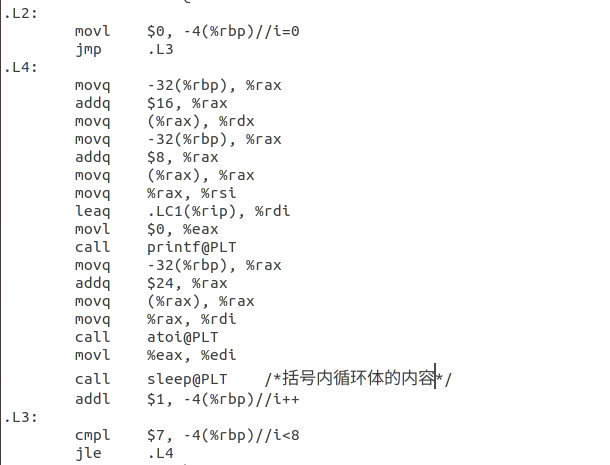 .L2:
movl $0, -4(%rbp)//i=0
jmp .L3
.L4:
movq -32(%rbp), %rax
addq $16, %rax
movq (%rax), %rdx
movq -32(%rbp), %rax
addq $8, %rax
movq (%rax), %rax
movq %rax, %rsi
leaq .LC1(%rip), %rdi
movl $0, %eax
call printf@PLT
movq -32(%rbp), %rax
addq $24, %rax
movq (%rax), %rax
movq %rax, %rdi
call atoi@PLT
movl %eax, %edi
call sleep@PLT /*括号内循环体的内容*/
addl $1, -4(%rbp)//i++
.L3:
cmpl $7, -4(%rbp)//i<8
jle .L4